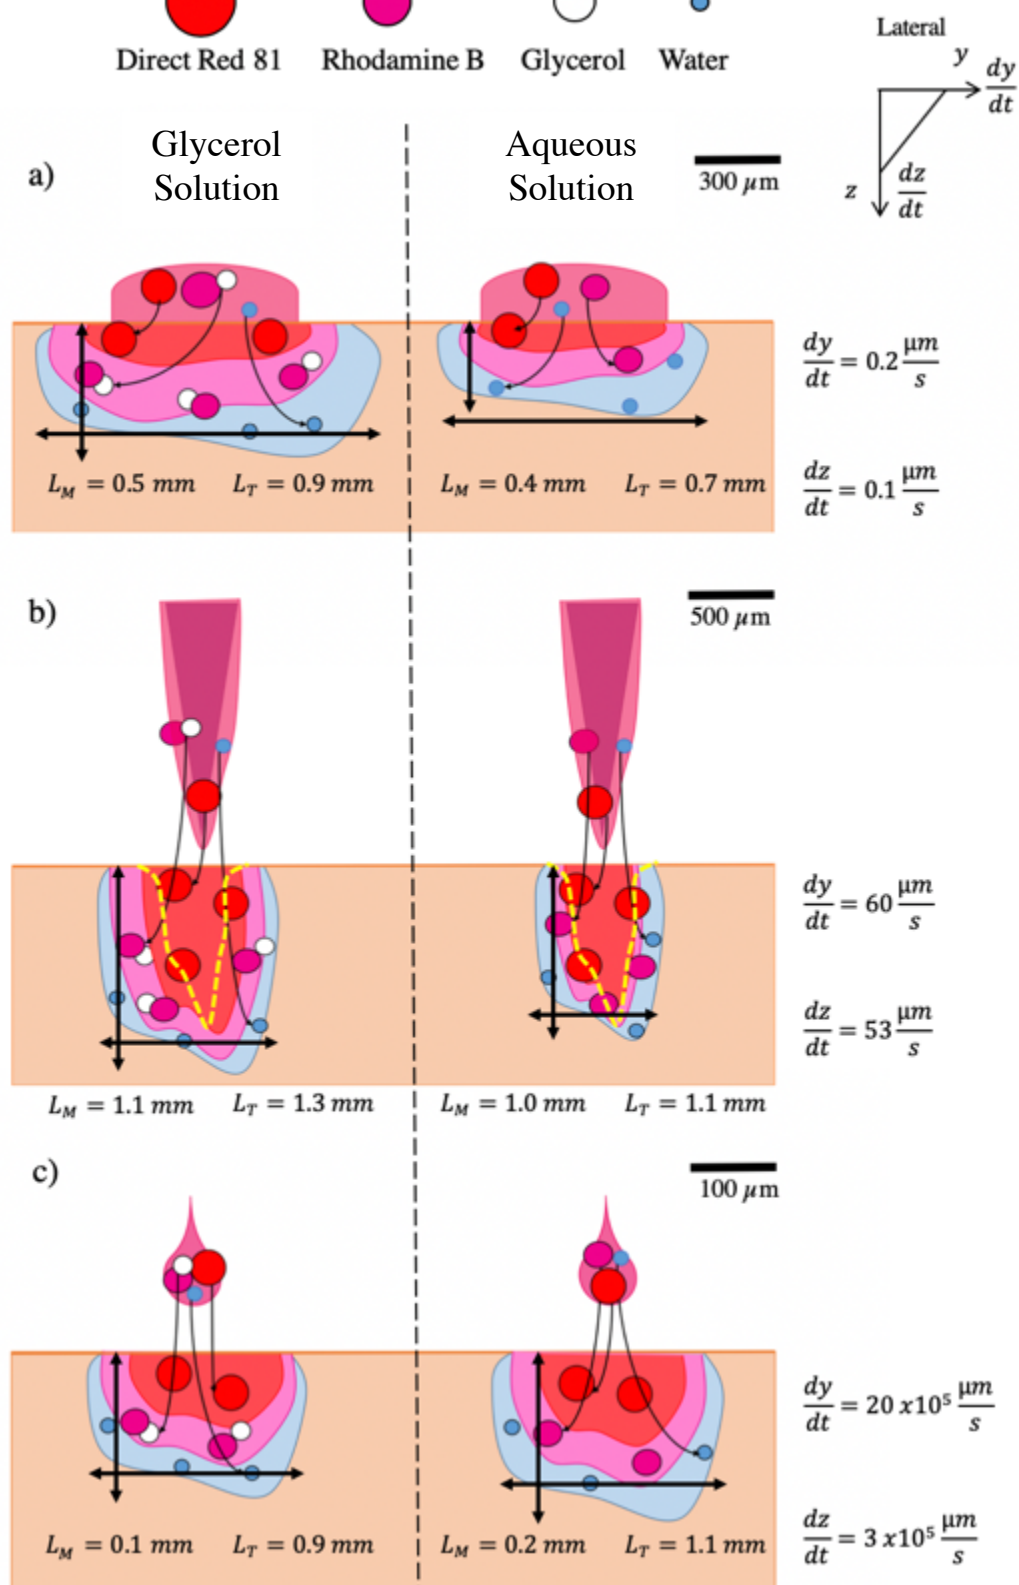 Direct Red 81 Rhodamine B Glycerol Water
Lateral
y dy/dt
z dz/dt
Glycerol Solution
Aqueous Solution
a)
300 μm
dy/dt = 0.2 μm/s
dz/dt = 0.1 μm/s
L_M = 0.5 mm L_T = 0.9 mm L_M = 0.4 mm L_T = 0.7 mm
b)
500 μm
dy/dt = 60 μm/s
dz/dt = 53 μm/s
L_M = 1.1 mm L_T = 1.3 mm L_M = 1.0 mm L_T = 1.1 mm
c)
100 μm
dy/dt = 20 x10⁵ μm/s
dz/dt = 3 x10⁵ μm/s
L_M = 0.1 mm L_T = 0.9 mm L_M = 0.2 mm L_T = 1.1 mm